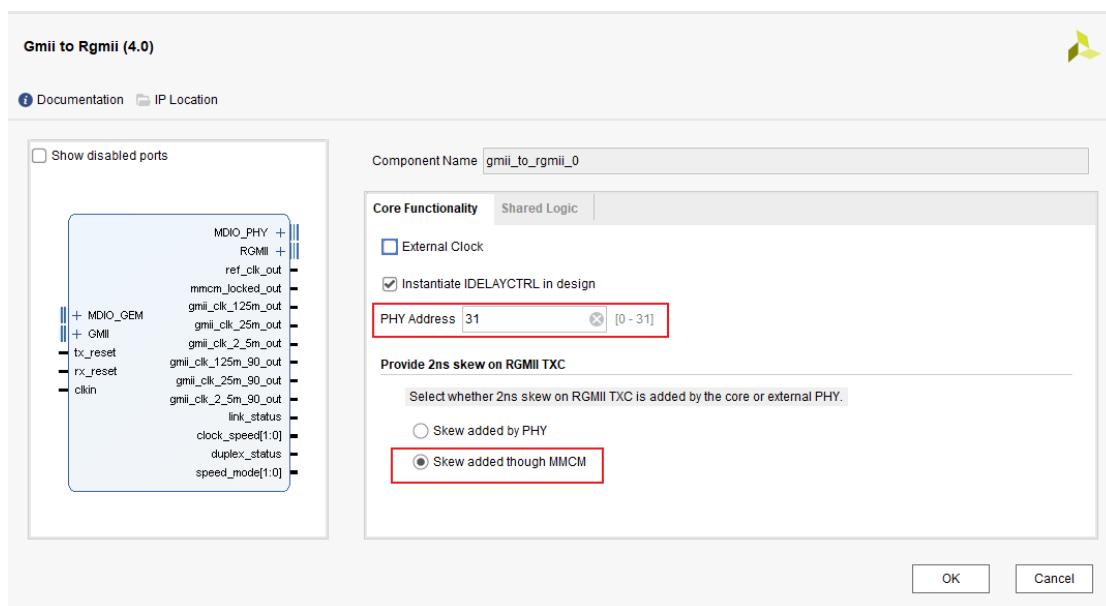 Gmii to Rgmii (4.0)
Documentation IP Location
Show disabled ports
MDIO_PHY
RGMII
ref_clk_out
mmcm_locked_out
gmii_clk_125m_out
gmii_clk_25m_out
gmii_clk_2_5m_out
gmii_clk_125m_90_out
gmii_clk_25m_90_out
gmii_clk_2_5m_90_out
link_status
clock_speed[1:0]
duplex_status
speed_mode[1:0]
MDIO_GEM
GMII
tx_reset
rx_reset
clkin
Component Name gmii_to_rgmii_0
Core Functionality Shared Logic
External Clock
Instantiate IDELAYCTRL in design
PHY Address 31 [0 - 31]
Provide 2ns skew on RGMII TXC
Select whether 2ns skew on RGMII TXC is added by the core or external PHY.
Skew added by PHY
Skew added though MMCM
OK Cancel